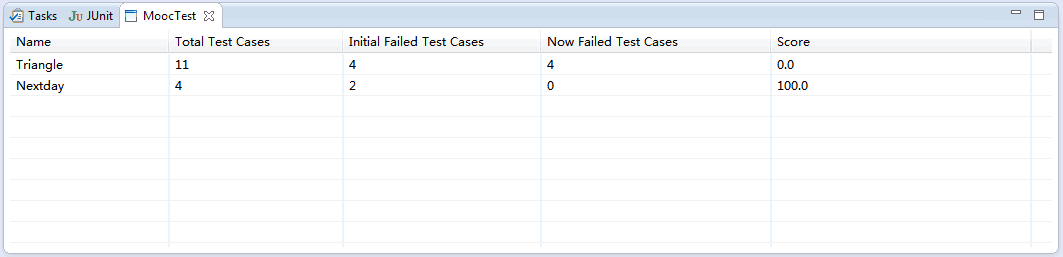 Tasks JUnit MoocTest
Name Total Test Cases Initial Failed Test Cases Now Failed Test Cases Score
Triangle 11 4 4 0.0
Nextday 4 2 0 100.0